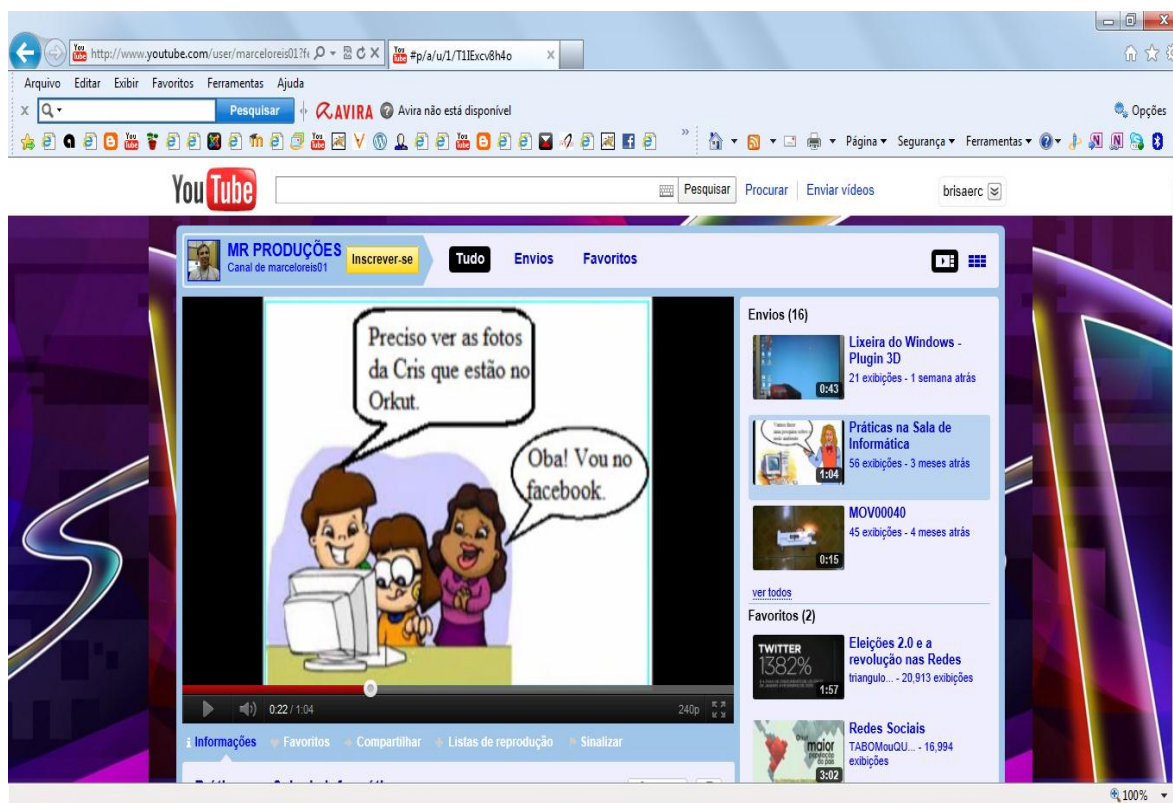 http://www.youtube.com/user/marceloreis01?fe
#p/a/u/1/T1IExcv8h4o
Arquivo Editar Exibir Favoritos Ferramentas Ajuda
Pesquisar AVIRA Avira não está disponível Opções
Página Segurança Ferramentas
You Tube Pesquisar Procurar Enviar vídeos brisaerc
MR PRODUÇÕES
Canal de marceloreis01
Inscrever-se Tudo Envios Favoritos
Preciso ver as fotos
da Cris que estão no
Orkut.
Oba! Vou no
facebook.
0:22 / 1:04 240p
Informações Favoritos Compartilhar Listas de reprodução Sinalizar
Envios (16)
Lixeira do Windows -
Plugin 3D
21 exibições - 1 semana atrás
0:43
Práticas na Sala de
Informática
56 exibições - 3 meses atrás
1:04
MOV00040
45 exibições - 4 meses atrás
0:15
ver todos
Favoritos (2)
Eleições 2.0 e a
revolução nas Redes
triangulo... - 20,913 exibições
TWITTER
1382%
1:57
Redes Sociais
TABOMouQU... - 16,994
exibições
maior
3:02
100%